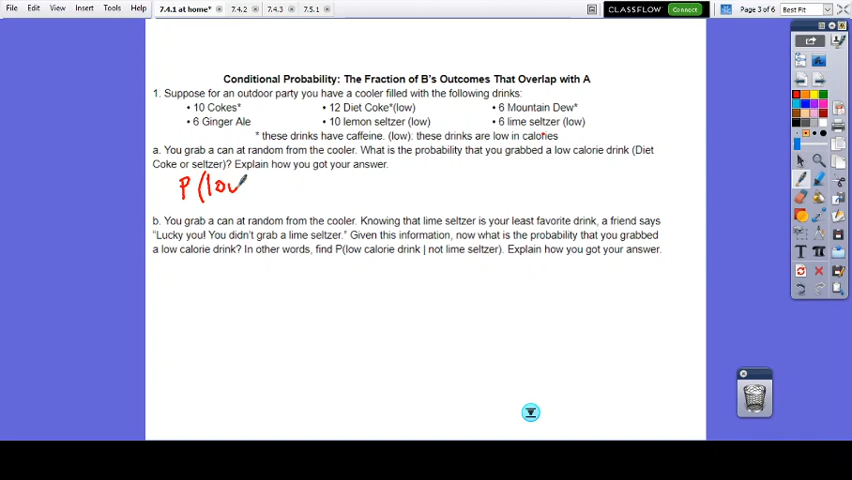 File Edit View Insert Tools Help CLASSFLOW Connect Page 3 of 6 Best Fit
7.4.1 at home* 7.4.2 7.4.3 7.5.1
Conditional Probability: The Fraction of B's Outcomes That Overlap with A
1. Suppose for an outdoor party you have a cooler filled with the following drinks:
• 10 Cokes* • 12 Diet Coke*(low) • 6 Mountain Dew*
• 6 Ginger Ale • 10 lemon seltzer (low) • 6 lime seltzer (low)
* these drinks have caffeine. (low): these drinks are low in calories
a. You grab a can at random from the cooler. What is the probability that you grabbed a low calorie drink (Diet
Coke or seltzer)? Explain how you got your answer.
P(low
b. You grab a can at random from the cooler. Knowing that lime seltzer is your least favorite drink, a friend says
"Lucky you! You didn't grab a lime seltzer." Given this information, now what is the probability that you grabbed
a low calorie drink? In other words, find P(low calorie drink | not lime seltzer). Explain how you got your answer.